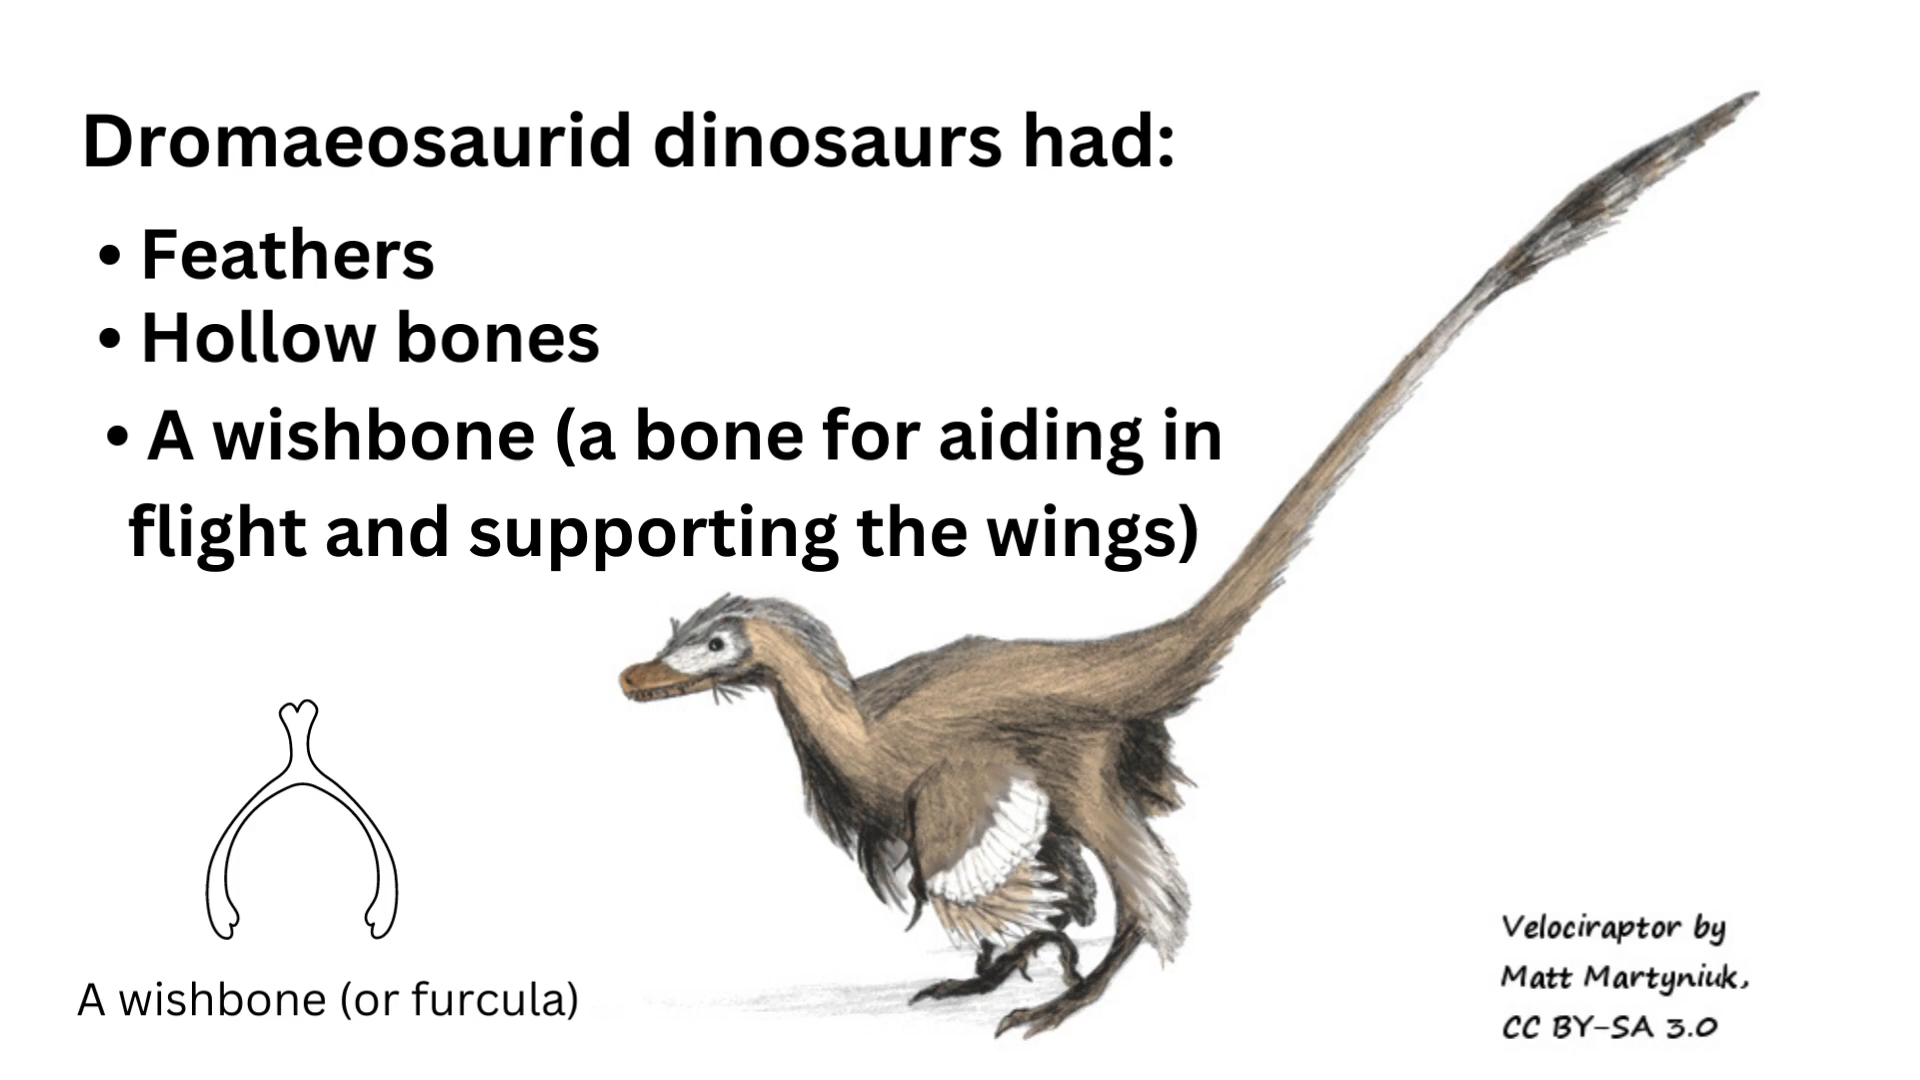 Dromaeosaurid dinosaurs had:
• Feathers
• Hollow bones
• A wishbone (a bone for aiding in
flight and supporting the wings)
A wishbone (or furcula)
Velociraptor by
Matt Martyniuk,
CC BY-SA 3.0